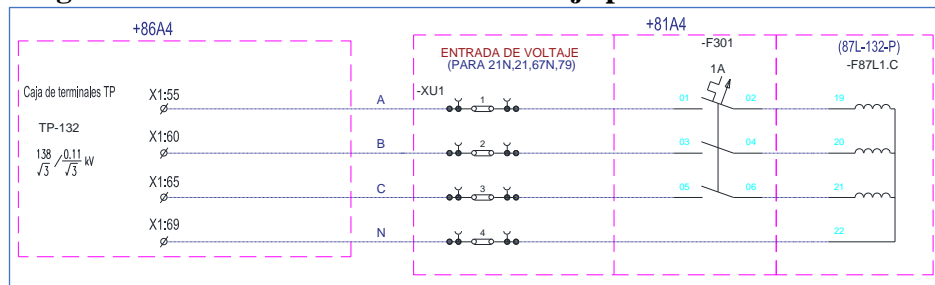 +86A4
+81A4
ENTRADA DE VOLTAJE
(PARA 21N,21,67N,79)
-F301
(87L-132-P)
-F87L1.C
1A
Caja de terminales TP
X1:55
A
-XU1
1
01
02
19
TP-132
X1:60
B
2
03
04
20
138/√3 / 0.11/√3 kV
X1:65
C
3
05
06
21
X1:69
N
4
22